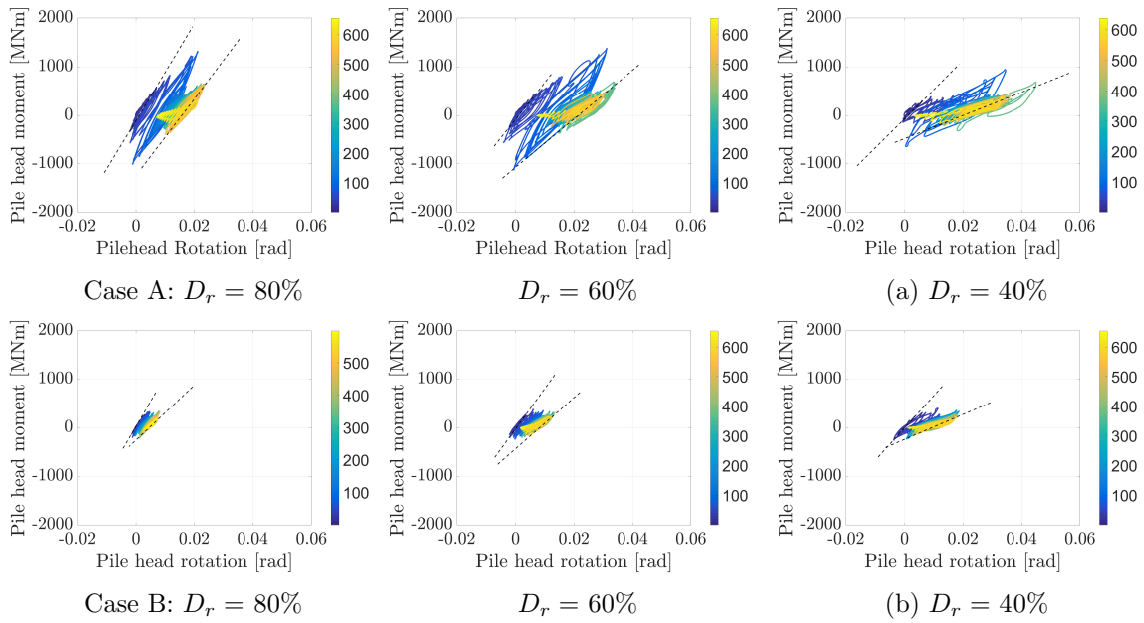 Pile head moment [MNm]
2000
1000
0
-1000
-2000
-0.02 0 0.02 0.04 0.06
Pilehead Rotation [rad]
600
500
400
300
200
100
Case A: D_r = 80%
Pile head moment [MNm]
2000
1000
0
-1000
-2000
-0.02 0 0.02 0.04 0.06
Pilehead Rotation [rad]
600
500
400
300
200
100
D_r = 60%
Pile head moment [MNm]
2000
1000
0
-1000
-2000
-0.02 0 0.02 0.04 0.06
Pile head rotation [rad]
600
500
400
300
200
100
(a) D_r = 40%
Pile head moment [MNm]
2000
1000
0
-1000
-2000
-0.02 0 0.02 0.04 0.06
Pile head rotation [rad]
500
400
300
200
100
Case B: D_r = 80%
Pile head moment [MNm]
2000
1000
0
-1000
-2000
-0.02 0 0.02 0.04 0.06
Pile head rotation [rad]
600
500
400
300
200
100
D_r = 60%
Pile head moment [MNm]
2000
1000
0
-1000
-2000
-0.02 0 0.02 0.04 0.06
Pile head rotation [rad]
600
500
400
300
200
100
(b) D_r = 40%